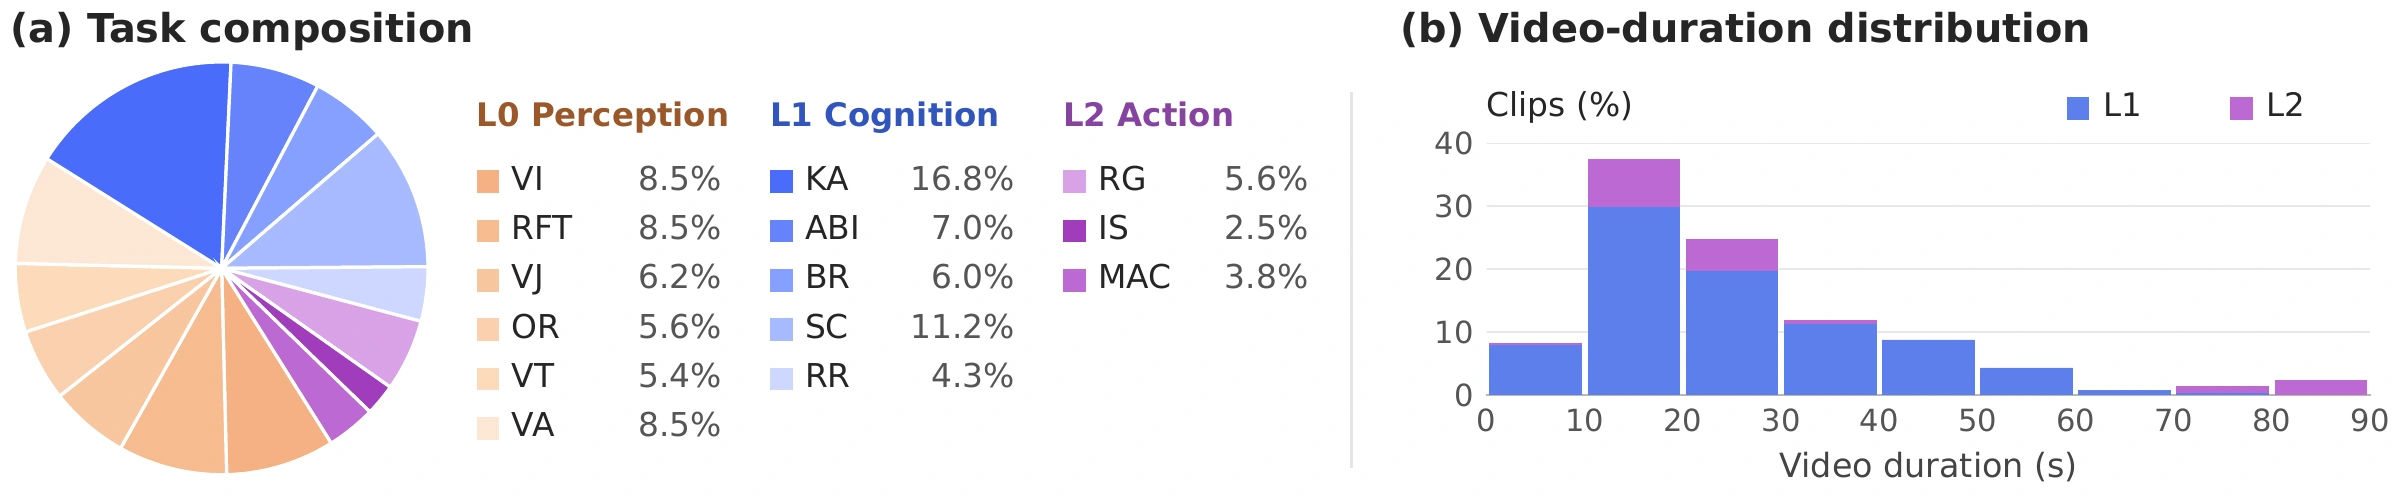 (a) Task composition
L0 Perception
VI 8.5%
RFT 8.5%
VJ 6.2%
OR 5.6%
VT 5.4%
VA 8.5%
L1 Cognition
KA 16.8%
ABI 7.0%
BR 6.0%
SC 11.2%
RR 4.3%
L2 Action
RG 5.6%
IS 2.5%
MAC 3.8%
(b) Video-duration distribution
Clips (%)
L1 L2
40
30
20
10
0
0 10 20 30 40 50 60 70 80 90
Video duration (s)